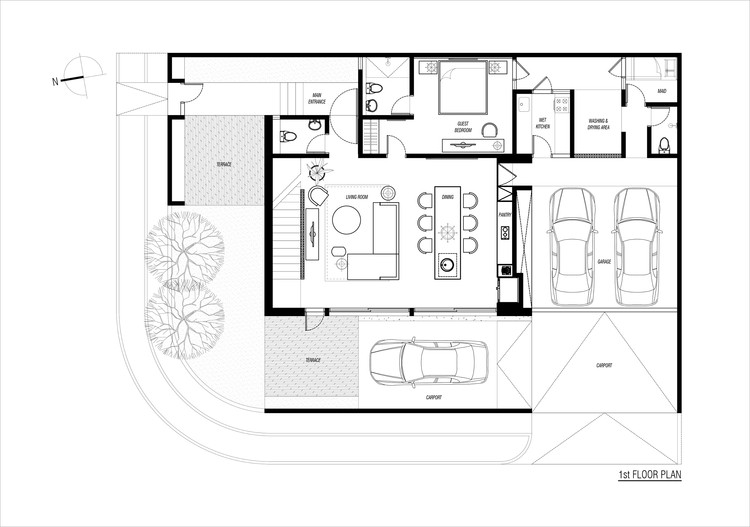 N
MAIN
ENTRANCE
MAID
GUEST
BEDROOM
WET
KITCHEN
WASHING &
DRYING AREA
TERRACE
LIVING ROOM
DINING
PANTRY
GARAGE
TERRACE
CARPORT
CARPORT
1st FLOOR PLAN